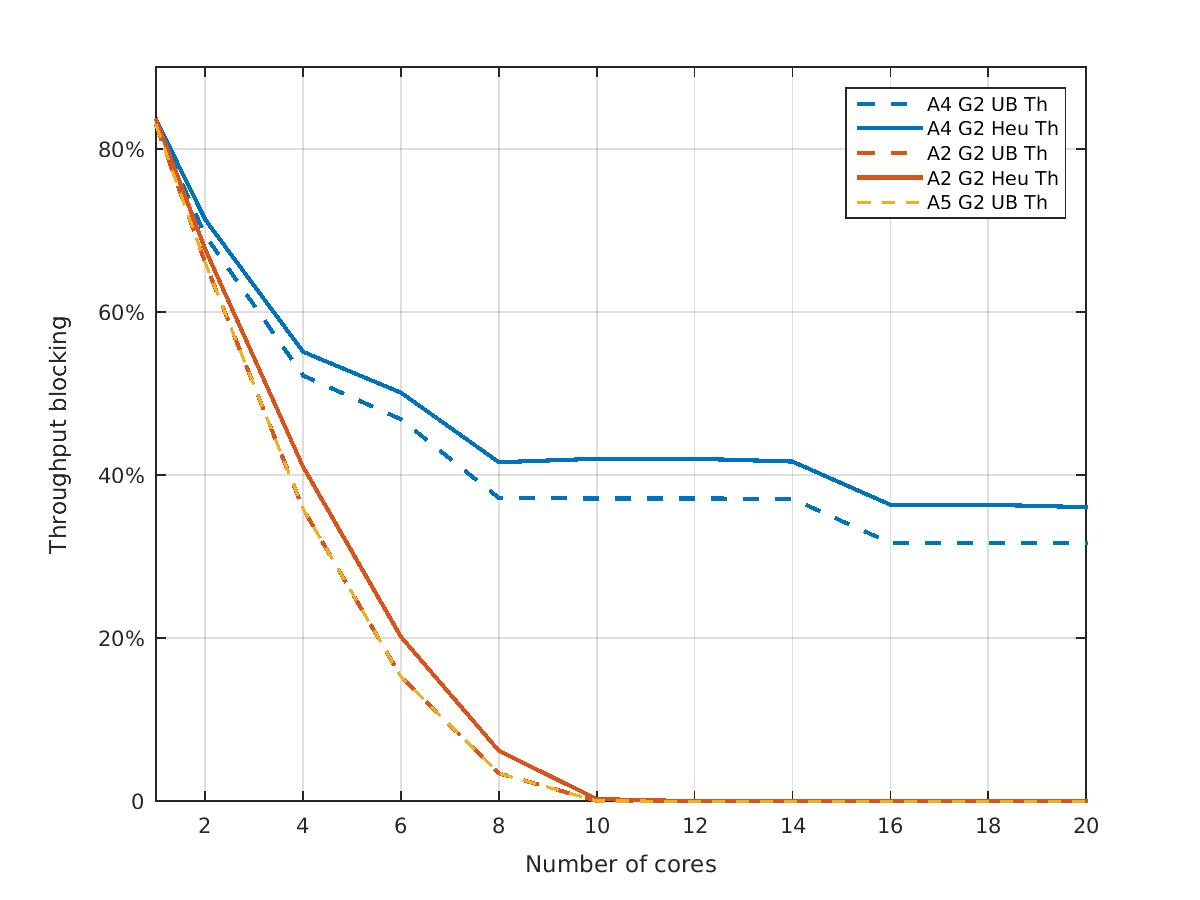 A4 G2 UB Th
A4 G2 Heu Th
A2 G2 UB Th
A2 G2 Heu Th
A5 G2 UB Th
80%
60%
40%
20%
0
Throughput blocking
2 4 6 8 10 12 14 16 18 20
Number of cores